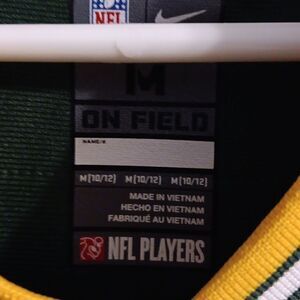 NFL
M
ON FIELD
NAME/#
M(10/12) M(10/12) M(10/12)
MADE IN VIETNAM
HECHO EN VIETNAM
FABRIQUÉ AU VIETNAM
NFL PLAYERS